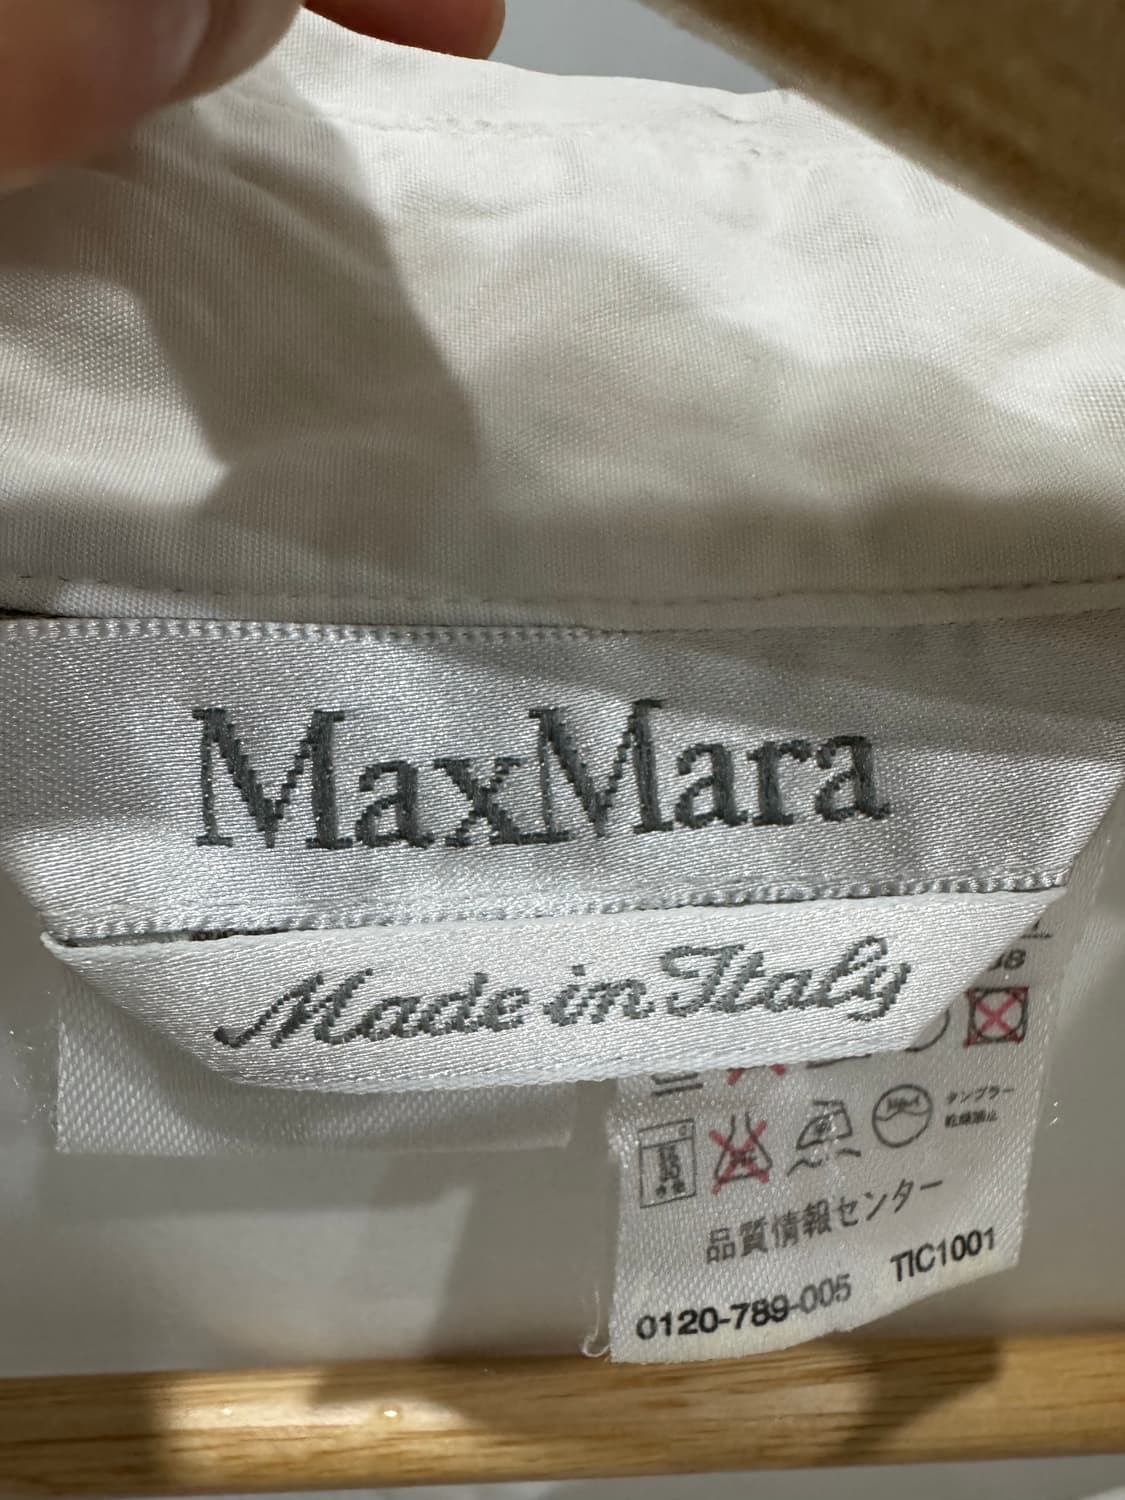 MaxMara
Made in Italy
38
タンブラー
乾燥禁止
品質情報センター
TIC1001
0120-789-005